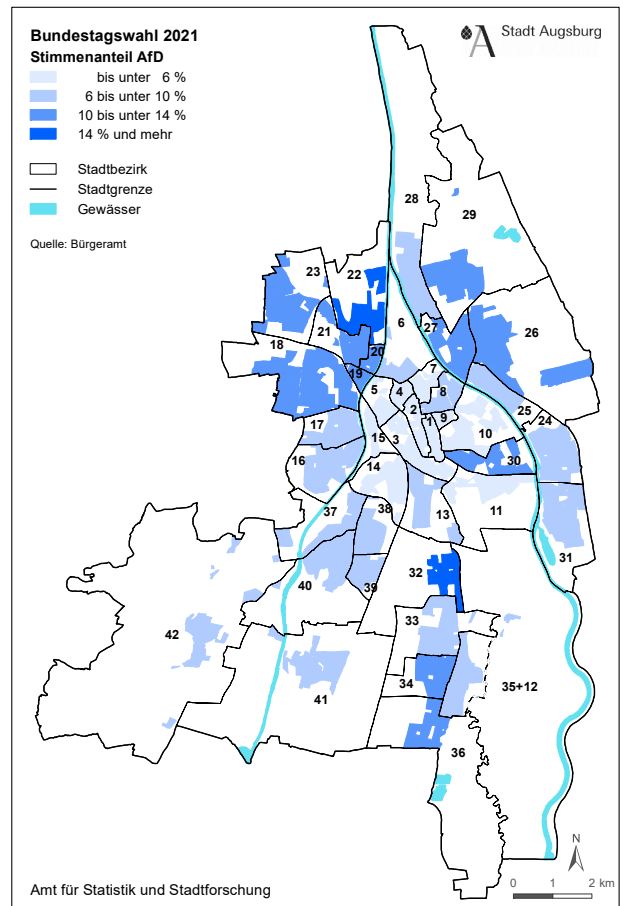 Bundestagswahl 2021
Stimmenanteil AfD
bis unter 6 %
6 bis unter 10 %
10 bis unter 14 %
14 % und mehr
Stadtbezirk
Stadtgrenze
Gewässer
Quelle: Bürgeramt
Stadt Augsburg
28
29
23
22
6
27
26
21
18
20
19
7
5
4
8
2
25
24
17
1
9
15
3
10
16
14
30
37
38
13
11
31
32
40
39
33
42
34
35+12
41
36
N
0 1 2 km
Amt für Statistik und Stadtforschung